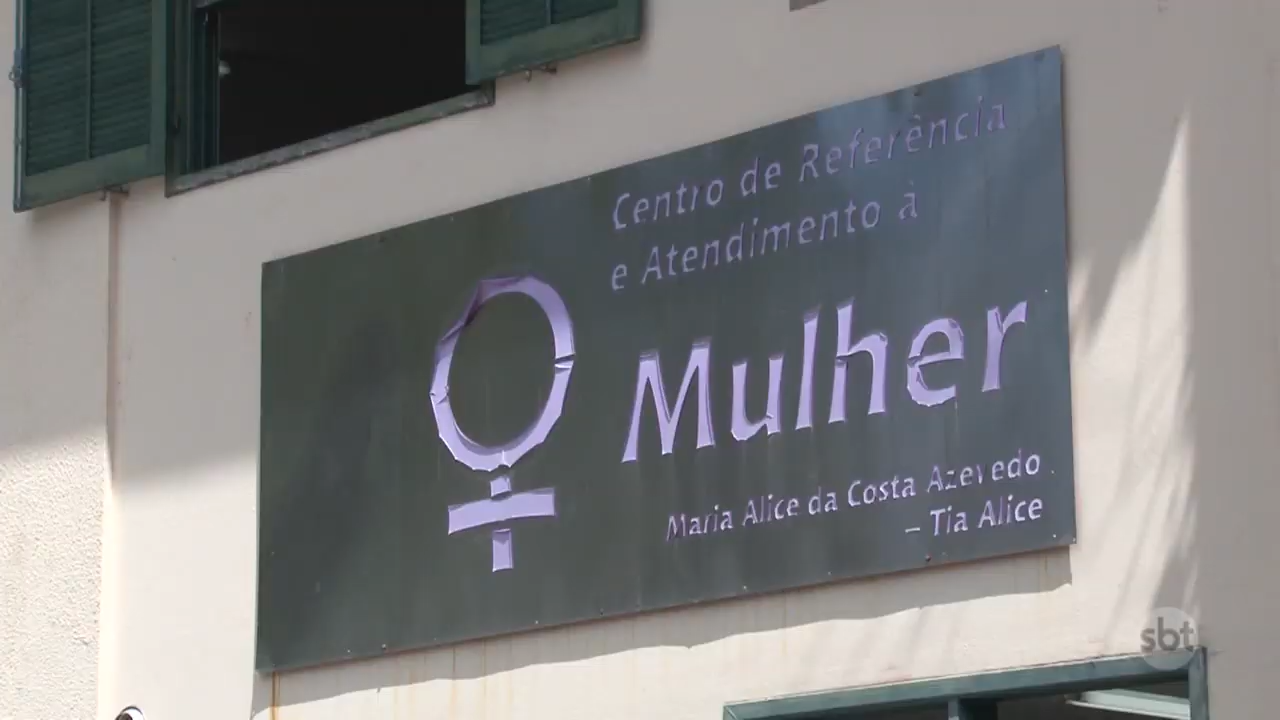 Centro de Referência
e Atendimento à
Mulher
Maria Alice da Costa Azevedo
– Tia Alice
sbt